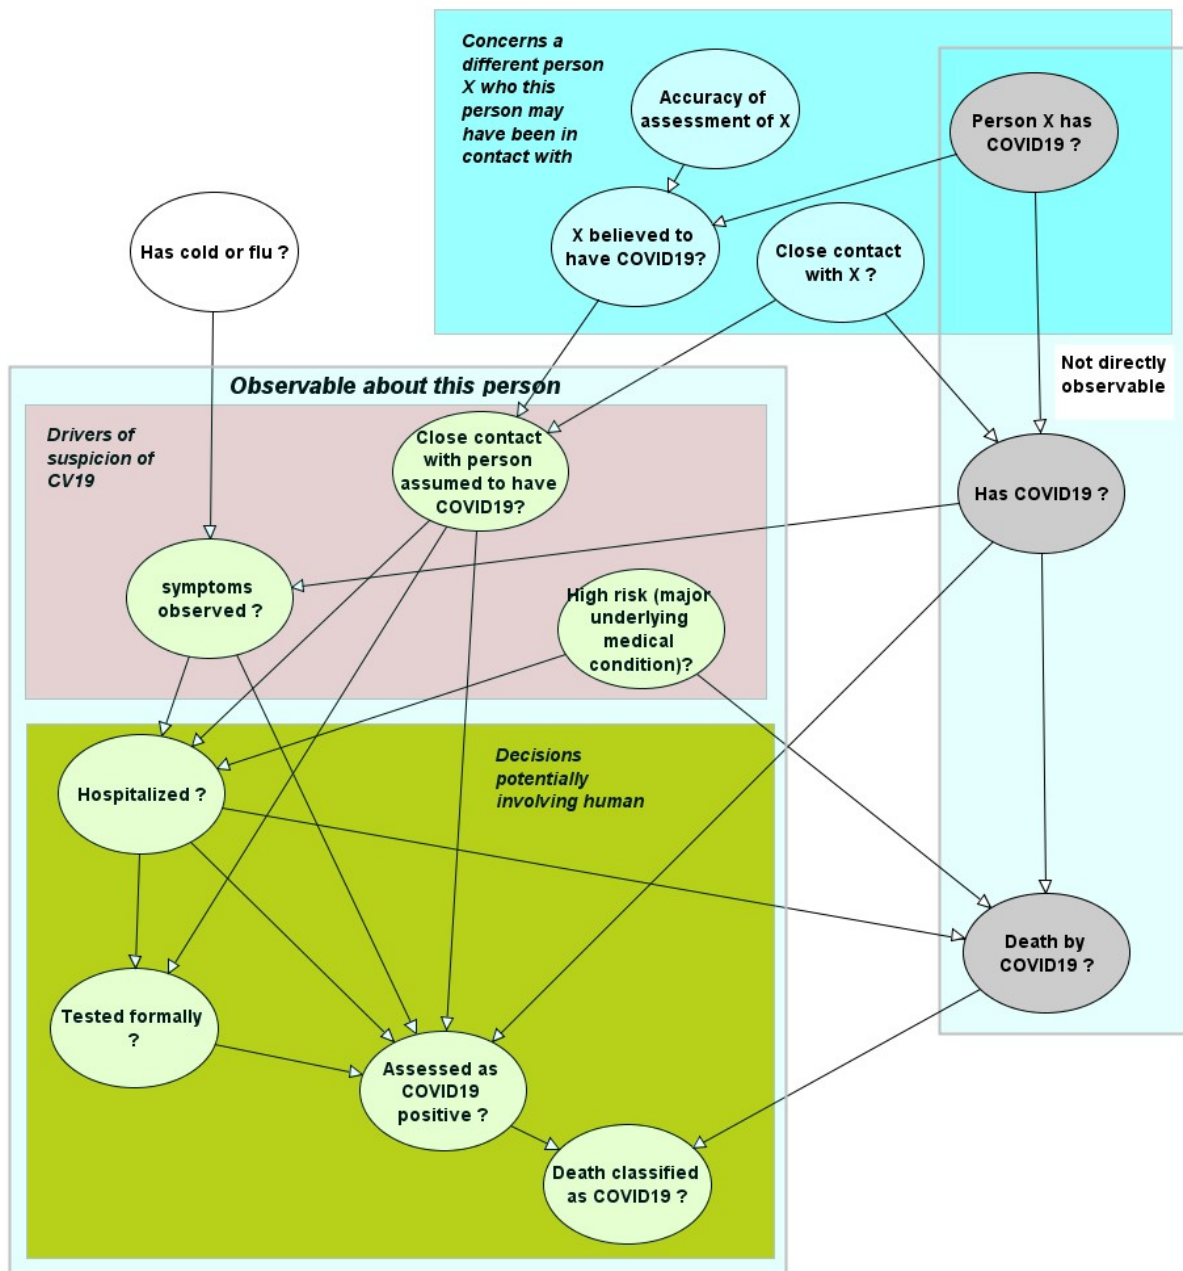 Concerns a
different person
X who this
person may
have been in
contact with
Accuracy of
assessment of X
Person X has
COVID19 ?
Has cold or flu ?
X believed to
have COVID19?
Close contact
with X ?
Not directly
observable
Observable about this person
Drivers of
suspicion of
CV19
Close contact
with person
assumed to have
COVID19?
Has COVID19 ?
symptoms
observed ?
High risk (major
underlying
medical
condition)?
Decisions
potentially
involving human
Hospitalized ?
Death by
COVID19 ?
Tested formally
?
Assessed as
COVID19
positive ?
Death classified
as COVID19 ?